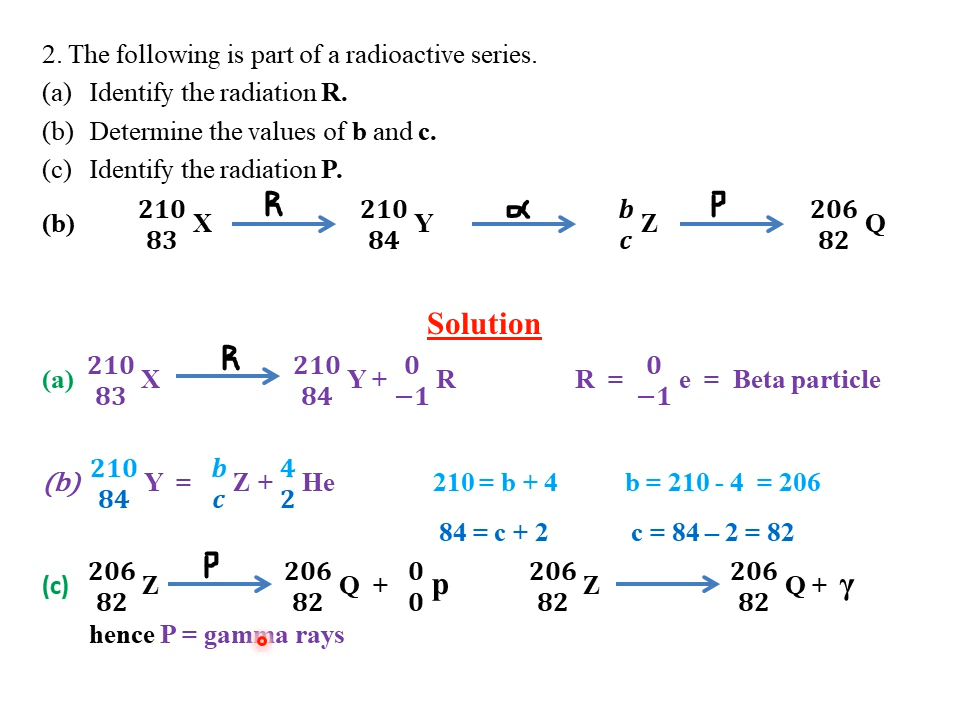 2. The following is part of a radioactive series.
(a) Identify the radiation R.
(b) Determine the values of b and c.
(c) Identify the radiation P.
(b) 210 83 X R 210 84 Y α b c Z P 206 82 Q
Solution
(a) 210 83 X R 210 84 Y + 0 −1 R R = 0 −1 e = Beta particle
(b) 210 84 Y = b c Z + 4 2 He 210 = b + 4 b = 210 - 4 = 206
84 = c + 2 c = 84 – 2 = 82
(c) 206 82 Z P 206 82 Q + 0 0 p 206 82 Z 206 82 Q + γ
hence P = gamma rays